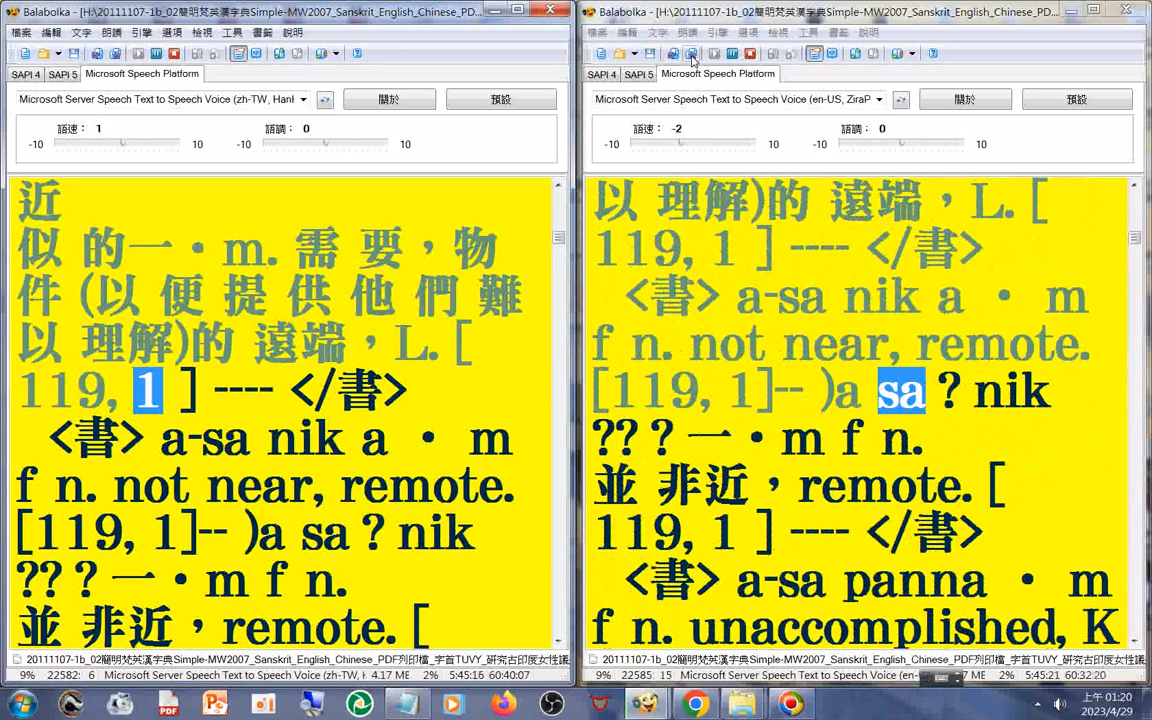 Balabolka - [H:\20111107-1b_02簡明梵英漢字典Simple-MW2007_Sanskrit_English_Chinese_PD...
檔案 編輯 文字 朗讀 引擎 選項 檢視 工具 書籤 說明
SAPI 4 SAPI 5 Microsoft Speech Platform
Microsoft Server Speech Text to Speech Voice (zh-TW, Hanl
關於 預設
語速： 1 語調： 0
-10 10 -10 10
近
似 的一・m. 需 要，物
件 (以 便 提 供 他 們 難
以 理解)的 遠端，L. [
119, 1 ] ---- </書>
<書> a-sa nik a ・ m
f n. not near, remote.
[119, 1]-- )a sa ? nik
?? ? 一・m f n.
並 非近，remote. [
20111107-1b_02簡明梵英漢字典Simple-MW2007_Sanskrit_English_Chinese_PDF列印檔_字首TUVY_研究古印度女性議
9% 22582: 6 Microsoft Server Speech Text to Speech Voice (zh-TW, H 4.17 MB 2% 5:45:16 60:40:07
Balabolka - [H:\20111107-1b_02簡明梵英漢字典Simple-MW2007_Sanskrit_English_Chinese_PDF...
檔案 編輯 文字 朗讀 引擎 選項 檢視 工具 書籤 說明
SAPI 4 SAPI 5 Microsoft Speech Platform
Microsoft Server Speech Text to Speech Voice (en-US, ZiraP
關於 預設
語速： -2 語調： 0
-10 10 -10 10
以 理解)的 遠端，L. [
119, 1 ] ---- </書>
<書> a-sa nik a ・ m
f n. not near, remote.
[119, 1]-- )a sa ? nik
?? ? 一・m f n.
並 非近，remote. [
119, 1 ] ---- </書>
<書> a-sa panna ・ m
f n. unaccomplished, K
20111107-1b_02簡明梵英漢字典Simple-MW2007_Sanskrit_English_Chinese_PDF列印檔_字首TUVY_研究古印度女性議
9% 22585: 15 Microsoft Server Speech Text to Speech Voice (en- 4.17 MB 2% 5:45:21 60:32:20
上午 01:20
2023/4/29